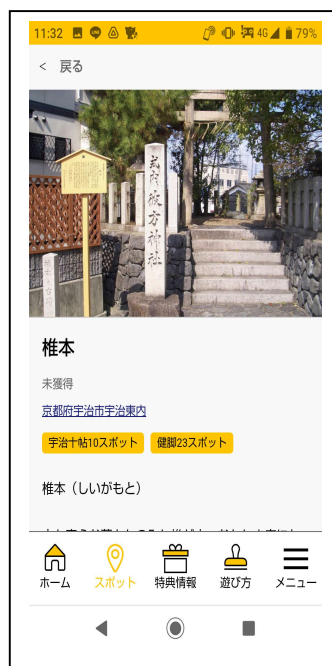 11:32
4G 79%
< 戻る
式内彼方神社
椎本
未獲得
京都府宇治市宇治東内
宇治十帖10スポット 健脚23スポット
椎本(しいがもと)
ホーム スポット 特典情報 遊び方 メニュー